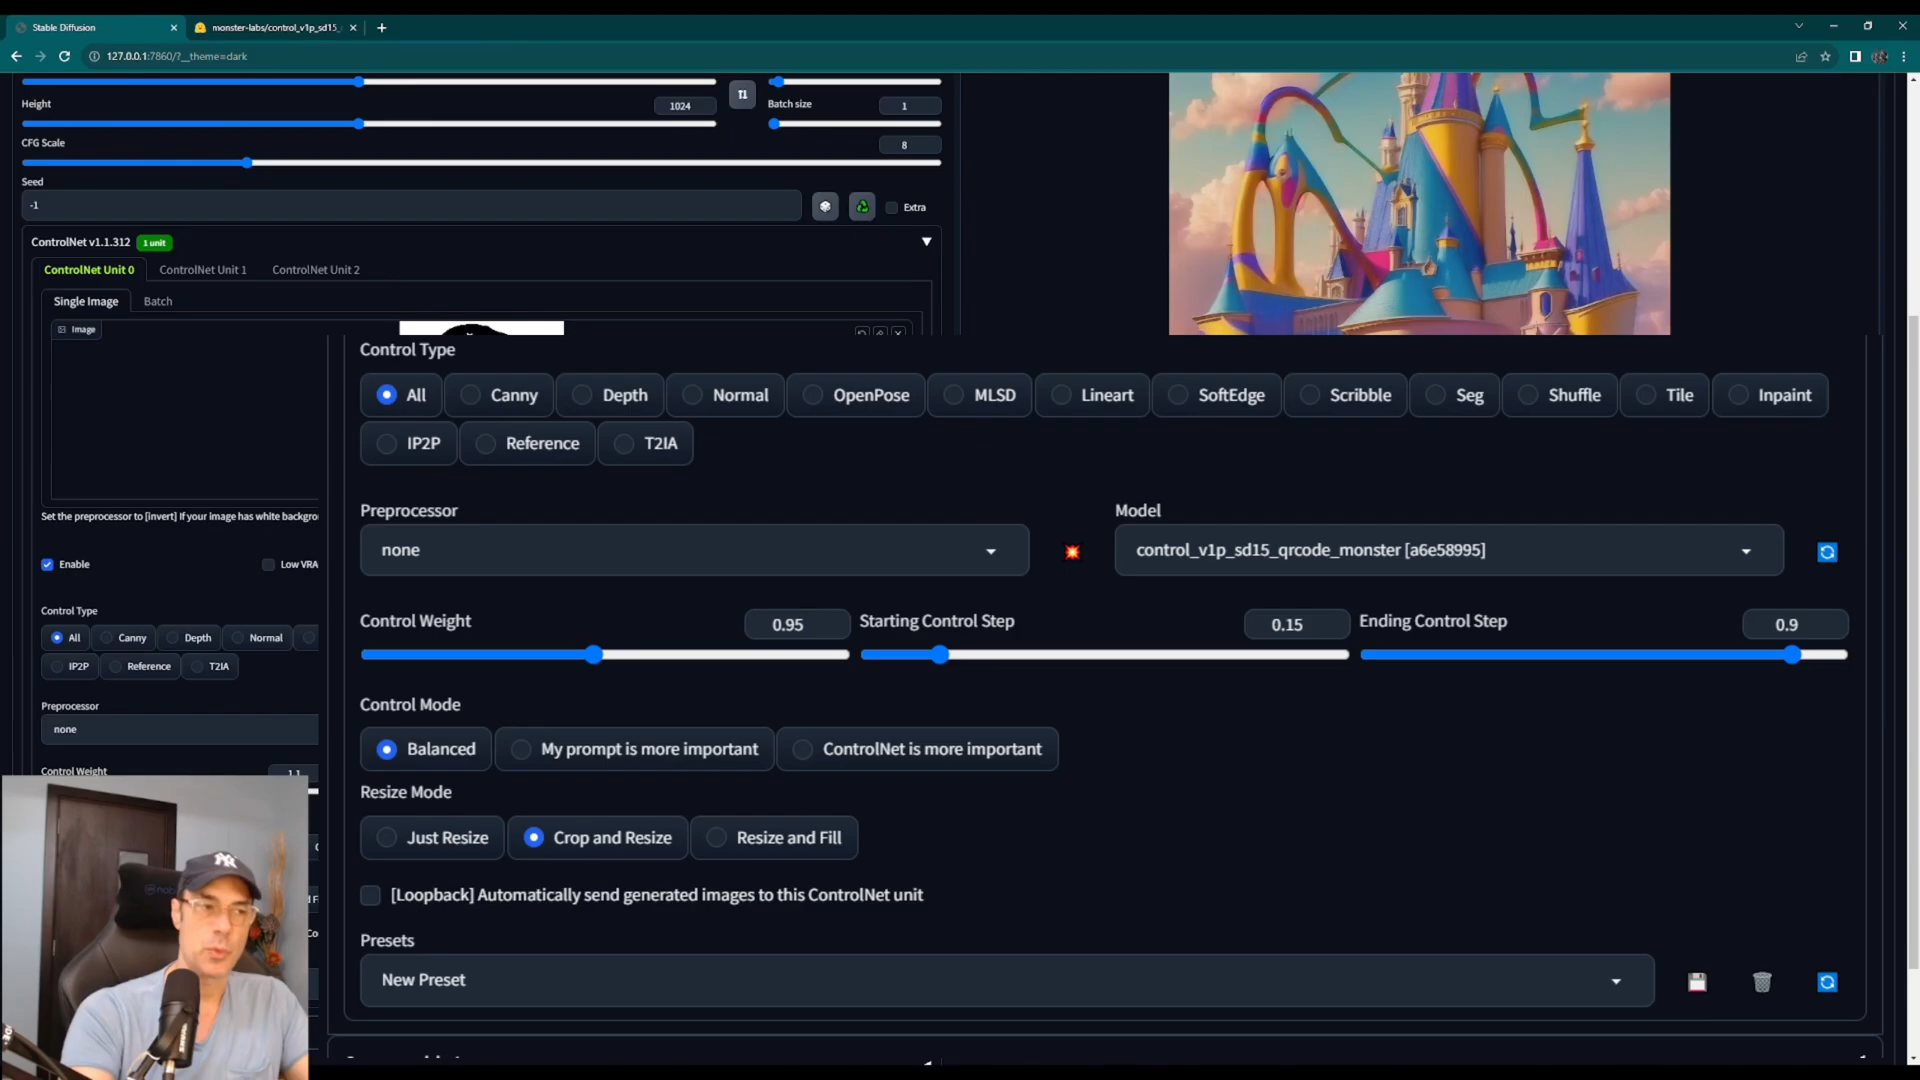 Stable Diffusion
monster-labs/control_v1p_sd15_
127.0.0.1:7860/?__theme=dark
Height
1024
Batch size
1
CFG Scale
8
Seed
-1
Extra
ControlNet v1.1.312
1 unit
ControlNet Unit 0
ControlNet Unit 1
ControlNet Unit 2
Single Image
Batch
Image
Set the preprocessor to [invert] If your image has white backgro
Enable
Low VRA
Control Type
All
Canny
Depth
Normal
IP2P
Reference
T2IA
Preprocessor
none
Control Weight
1.1
Control Type
All
Canny
Depth
Normal
OpenPose
MLSD
Lineart
SoftEdge
Scribble
Seg
Shuffle
Tile
Inpaint
IP2P
Reference
T2IA
Preprocessor
none
Model
control_v1p_sd15_qrcode_monster [a6e58995]
Control Weight
0.95
Starting Control Step
0.15
Ending Control Step
0.9
Control Mode
Balanced
My prompt is more important
ControlNet is more important
Resize Mode
Just Resize
Crop and Resize
Resize and Fill
[Loopback] Automatically send generated images to this ControlNet unit
Presets
New Preset